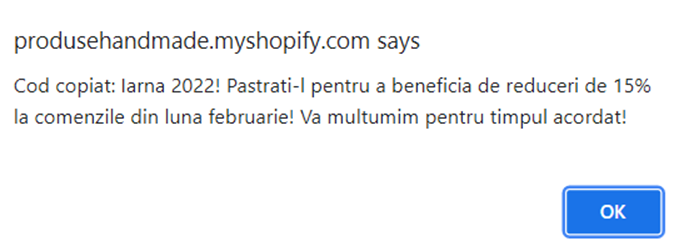 produsehandmade.myshopify.com says
Cod copiat: Iarna 2022! Pastrati-l pentru a beneficia de reduceri de 15%
la comenzile din luna februarie! Va multumim pentru timpul acordat!
OK